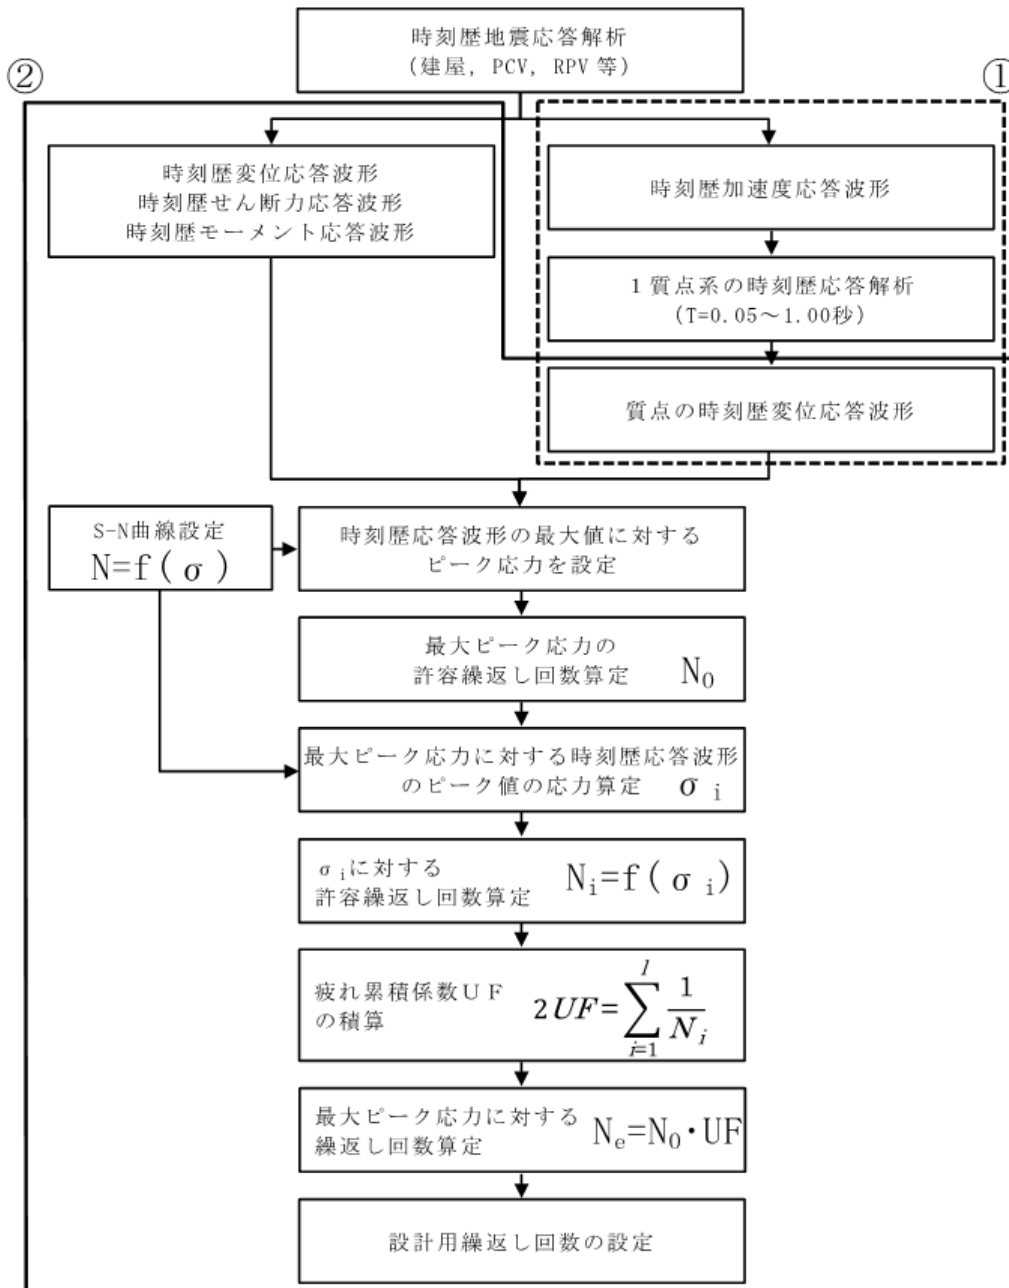 時刻歴地震応答解析
(建屋, PCV, RPV 等)
②
①
時刻歴変位応答波形
時刻歴せん断力応答波形
時刻歴モーメント応答波形
時刻歴加速度応答波形
1質点系の時刻歴応答解析
(T=0.05～1.00秒)
質点の時刻歴変位応答波形
S-N曲線設定
N=f(σ)
時刻歴応答波形の最大値に対する
ピーク応力を設定
最大ピーク応力の
許容繰返し回数算定 N₀
最大ピーク応力に対する時刻歴応答波形
のピーク値の応力算定 σ i
σ iに対する
許容繰返し回数算定 Nᵢ=f(σ i)
疲れ累積係数UF
の積算 2UF=∑_{i=1}^{l} 1/N_i
最大ピーク応力に対する
繰返し回数算定 Nₑ=N₀・UF
設計用繰返し回数の設定